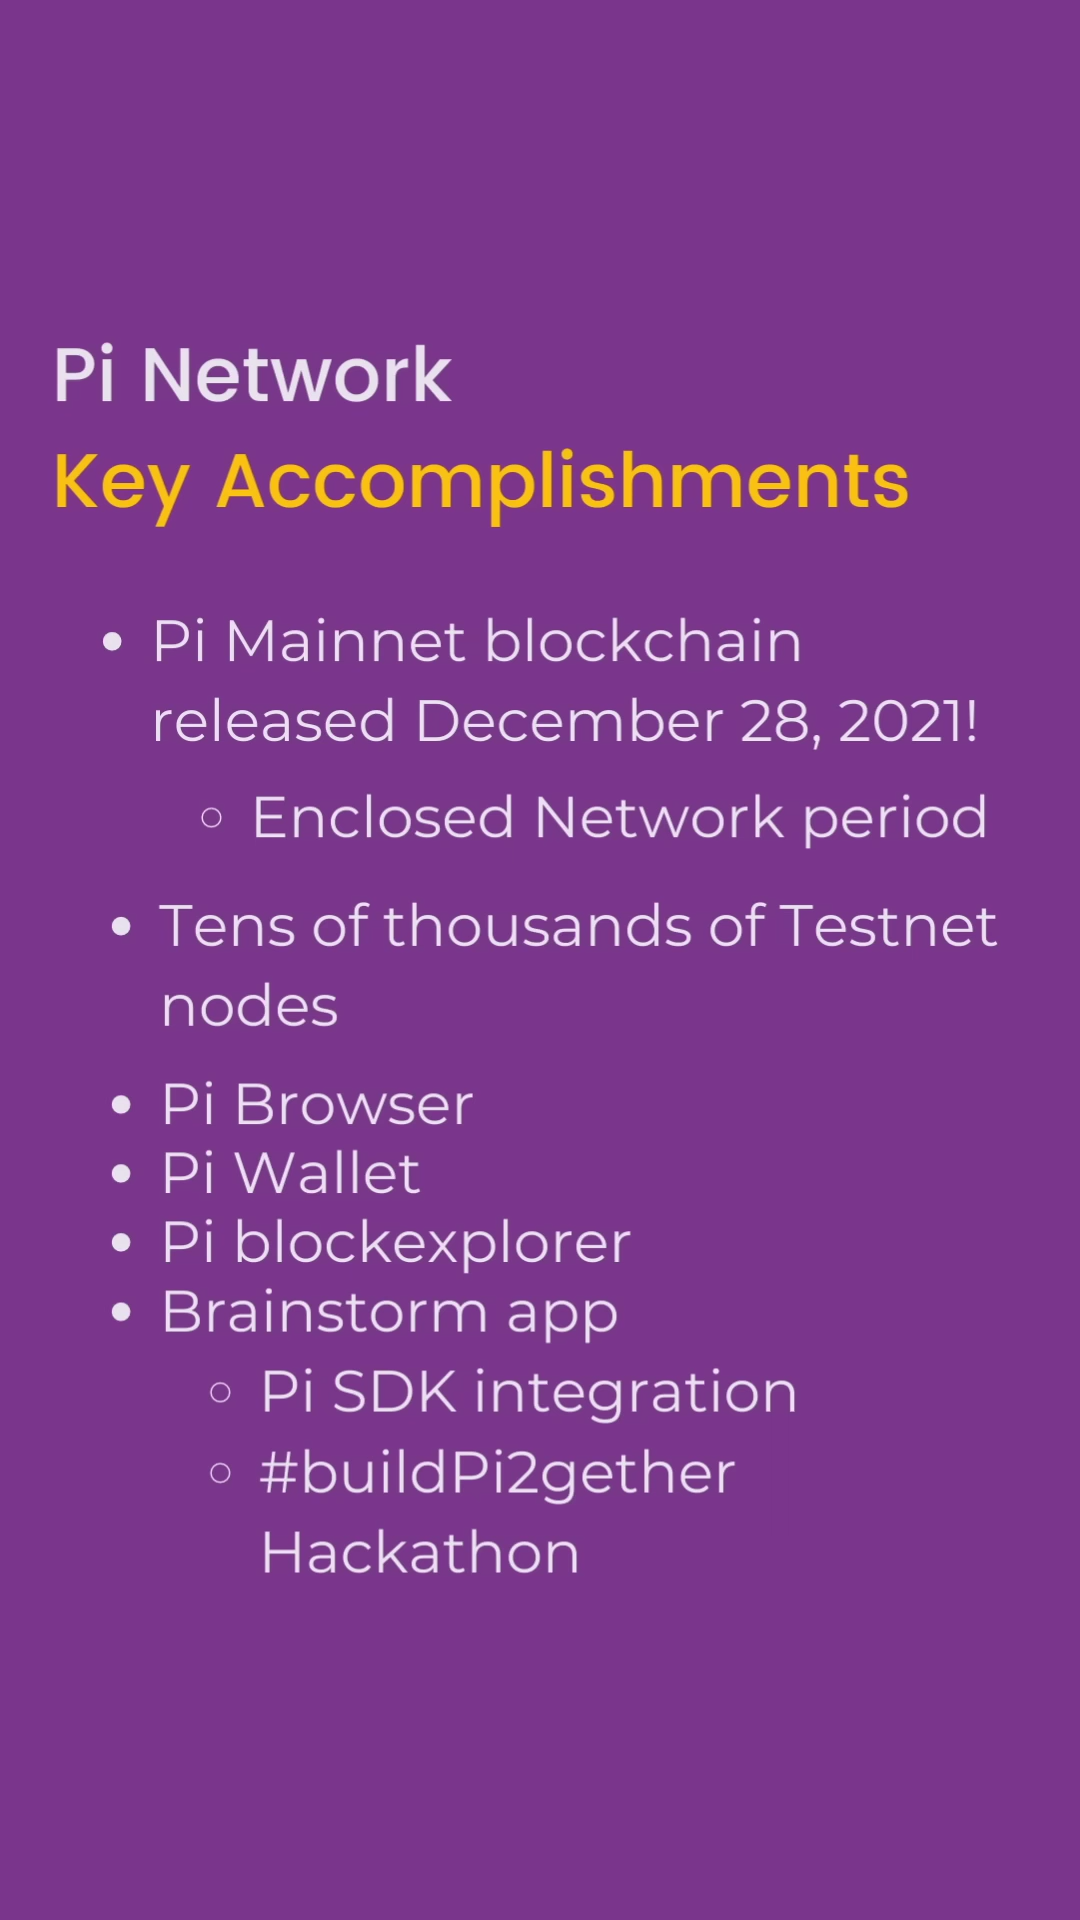 Pi Network
Key Accomplishments
• Pi Mainnet blockchain
released December 28, 2021!
○ Enclosed Network period
• Tens of thousands of Testnet
nodes
• Pi Browser
• Pi Wallet
• Pi blockexplorer
• Brainstorm app
○ Pi SDK integration
○ #buildPi2gether
Hackathon